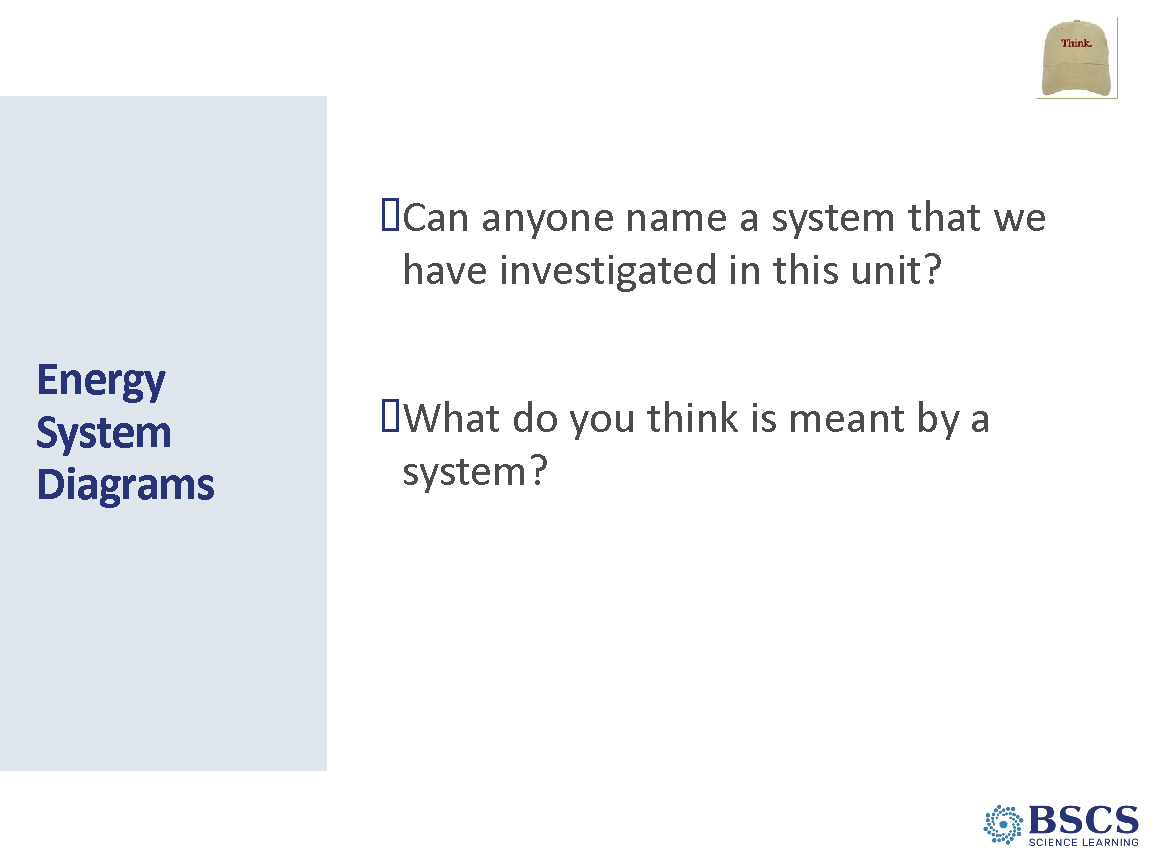 Think.
Can anyone name a system that we
have investigated in this unit?
Energy
System
Diagrams
What do you think is meant by a
system?
BSCS
SCIENCE LEARNING